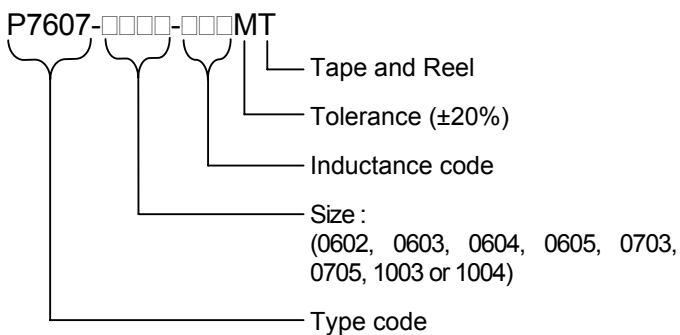 P7607-□□□□-□□□MT
Tape and Reel
Tolerance (±20%)
Inductance code
Size :
(0602, 0603, 0604, 0605, 0703,
0705, 1003 or 1004)
Type code